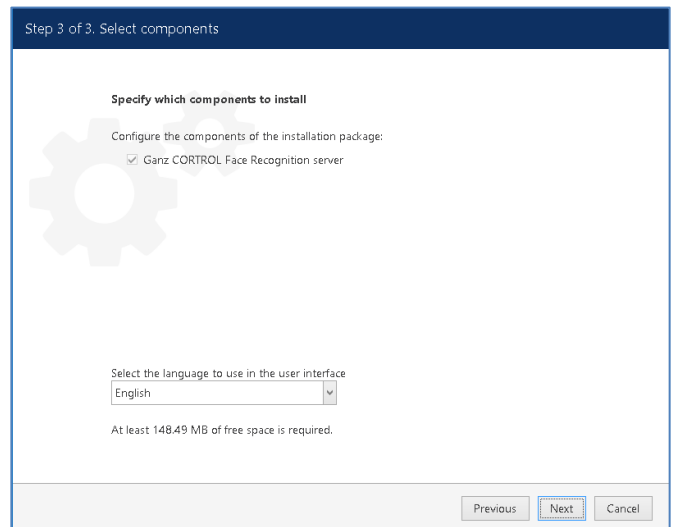 Step 3 of 3. Select components
Specify which components to install
Configure the components of the installation package:
Ganz CORTROL Face Recognition server
Select the language to use in the user interface
English
At least 148.49 MB of free space is required.
Previous Next Cancel